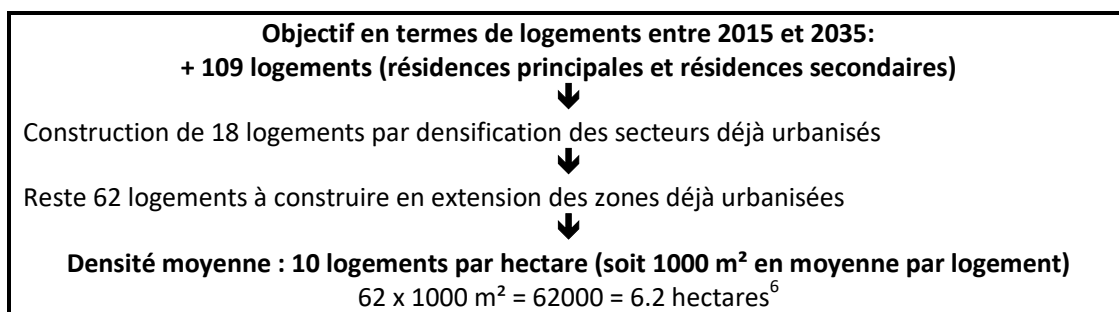 Objectif en termes de logements entre 2015 et 2035:
+ 109 logements (résidences principales et résidences secondaires)
Construction de 18 logements par densification des secteurs déjà urbanisés
Reste 62 logements à construire en extension des zones déjà urbanisées
Densité moyenne : 10 logements par hectare (soit 1000 m² en moyenne par logement)
62 x 1000 m² = 62000 = 6.2 hectares⁶